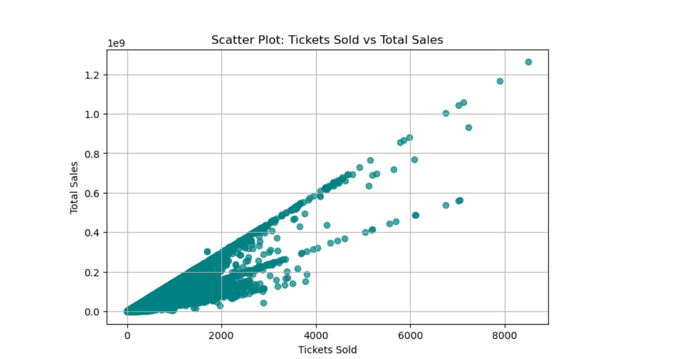 Scatter Plot: Tickets Sold vs Total Sales
1e9
1.2
1.0
0.8
0.6
0.4
0.2
0.0
Total Sales
0 2000 4000 6000 8000
Tickets Sold